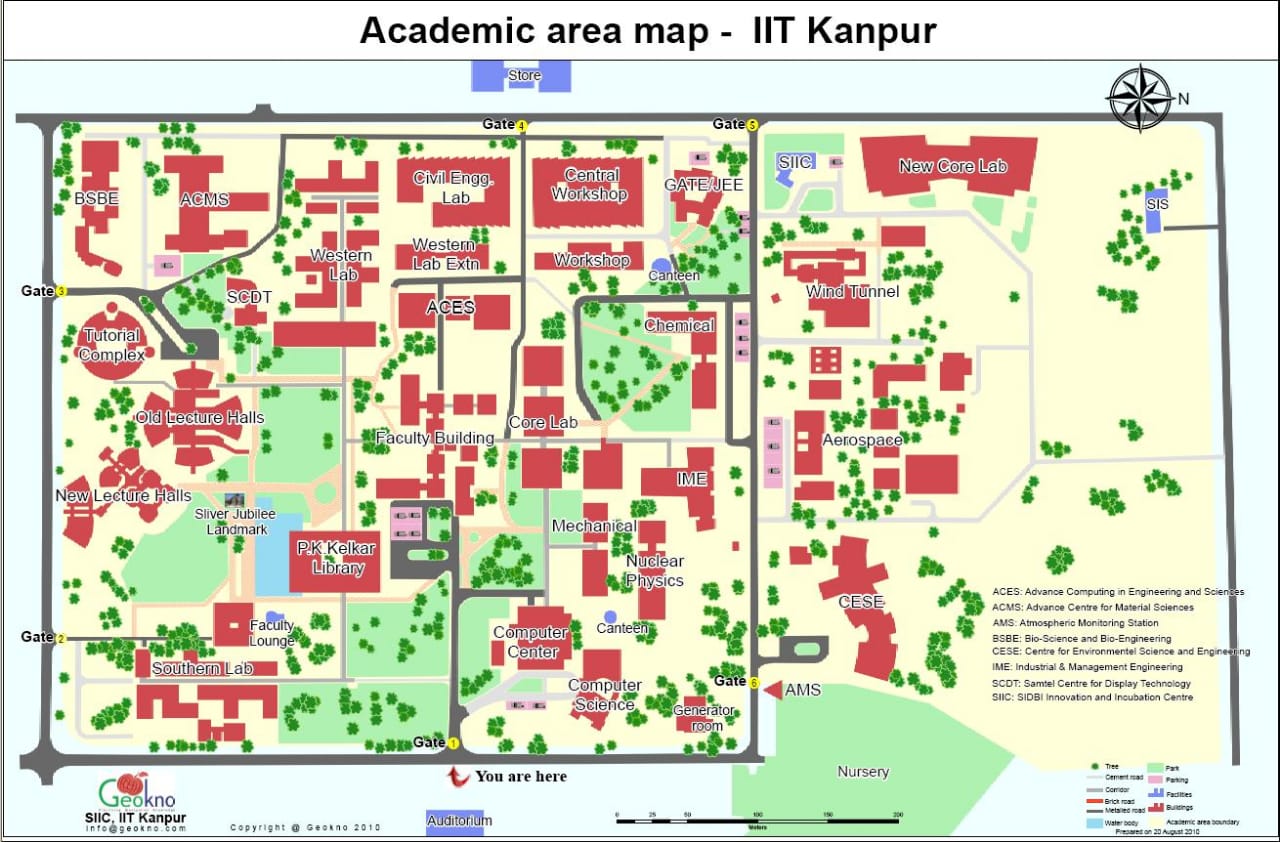 Academic area map - IIT Kanpur
Store
N
Gate 4
Gate 5
BSBE
ACMS
Civil Engg.
Lab
Central
Workshop
GATE/JEE
SIIC
New Core Lab
SIS
Western
Lab
Western
Lab Extn
Workshop
Canteen
Wind Tunnel
Gate 3
SCDT
ACES
Chemical
Tutorial
Complex
Old Lecture Halls
Faculty Building
Core Lab
Aerospace
New Lecture Halls
Sliver Jubilee
Landmark
IME
Mechanical
P.K.Kelkar
Library
Nuclear
Physics
CESE
Gate 2
Faculty
Lounge
Computer
Center
Canteen
Southern Lab
Computer
Science
Generator
room
Gate 6
AMS
Gate 1
You are here
Nursery
Auditorium
ACES: Advance Computing in Engineering and Sciences
ACMS: Advance Centre for Material Sciences
AMS: Atmospheric Monitoring Station
BSBE: Bio-Science and Bio-Engineering
CESE: Centre for Environmentel Science and Engineering
IME: Industrial & Management Engineering
SCDT: Samtel Centre for Display Technology
SIIC: SIDBI Innovation and Incubation Centre
Geokno
SIIC, IIT Kanpur
info@geokno.com
Copyright @ Geokno 2010
0 25 50 100 150 200
Meters
Tree
Cement road
Corridor
Brick road
Metalled road
Water body
Park
Parking
Facilities
Buildings
Academic area boundary
Prepared on 20 August 2010